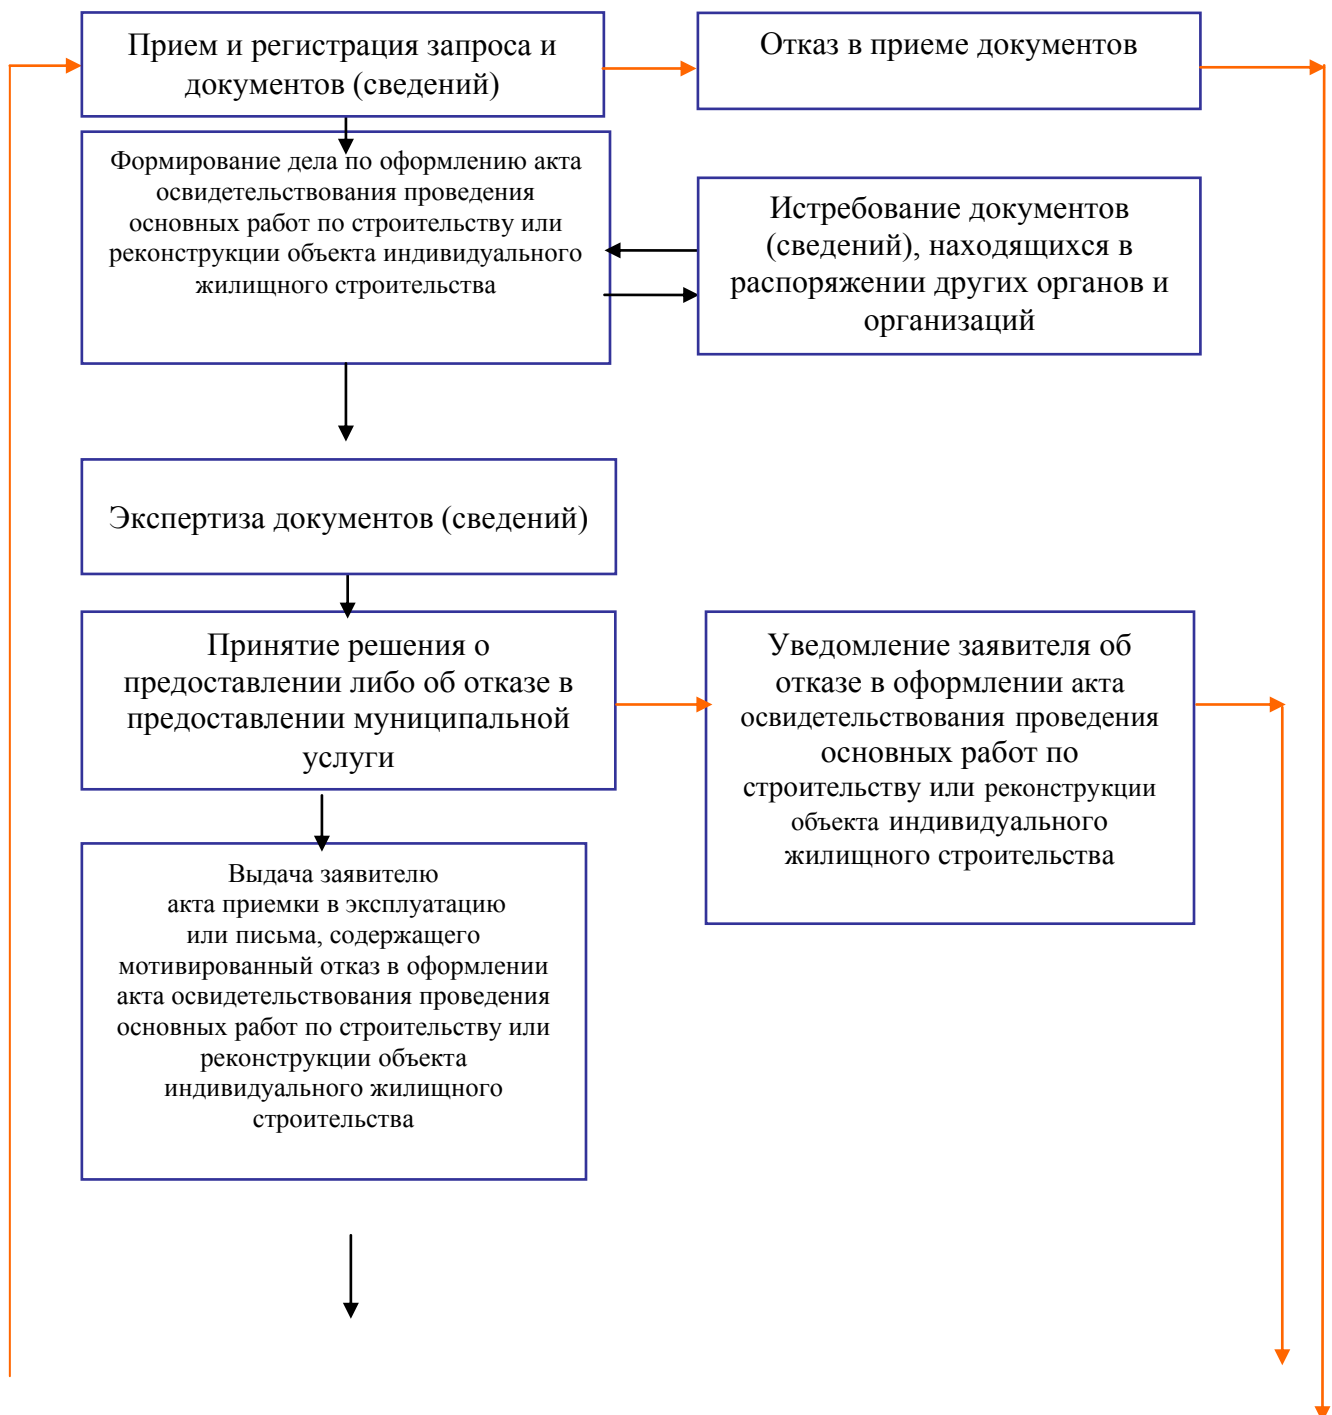 Прием и регистрация запроса и
документов (сведений)
Отказ в приеме документов
Формирование дела по оформлению акта
освидетельствования проведения
основных работ по строительству или
реконструкции объекта индивидуального
жилищного строительства
Истребование документов
(сведений), находящихся в
распоряжении других органов и
организаций
Экспертиза документов (сведений)
Принятие решения о
предоставлении либо об отказе в
предоставлении муниципальной
услуги
Уведомление заявителя об
отказе в оформлении акта
освидетельствования проведения
основных работ по
строительству или реконструкции
объекта индивидуального
жилищного строительства
Выдача заявителю
акта приемки в эксплуатацию
или письма, содержащего
мотивированный отказ в оформлении
акта освидетельствования проведения
основных работ по строительству или
реконструкции объекта
индивидуального жилищного
строительства